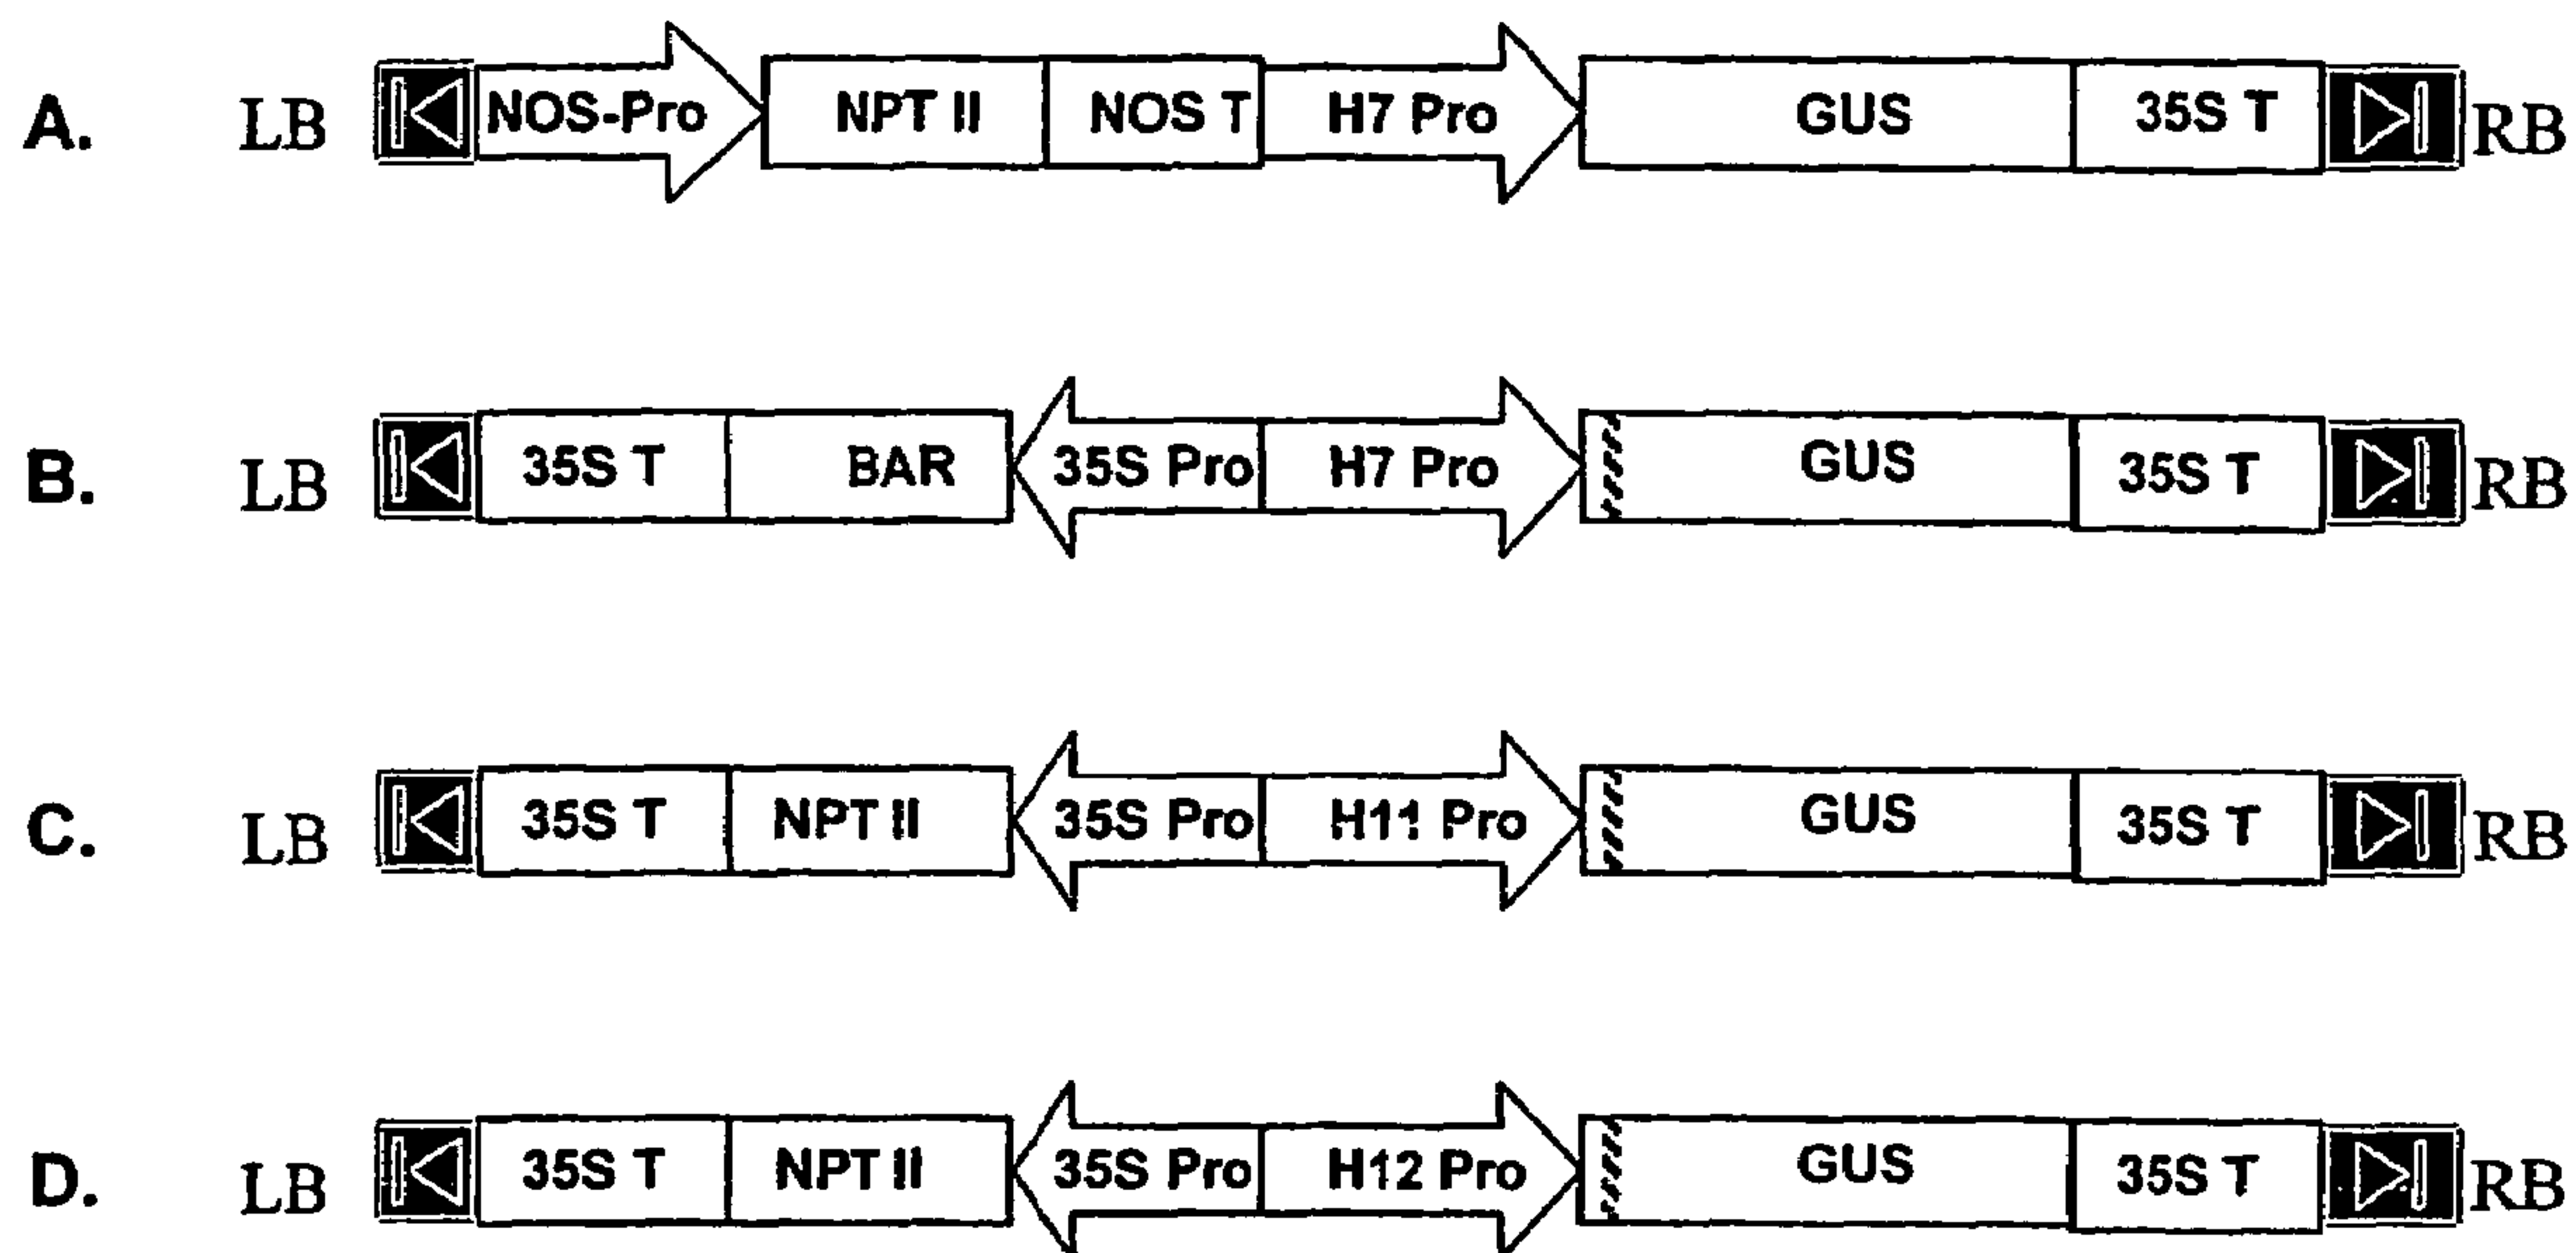 A. LB NOS-Pro NPT II NOS T H7 Pro GUS 35S T RB
B. LB 35S T BAR 35S Pro H7 Pro GUS 35S T RB
C. LB 35S T NPT II 35S Pro H11 Pro GUS 35S T RB
D. LB 35S T NPT II 35S Pro H12 Pro GUS 35S T RB